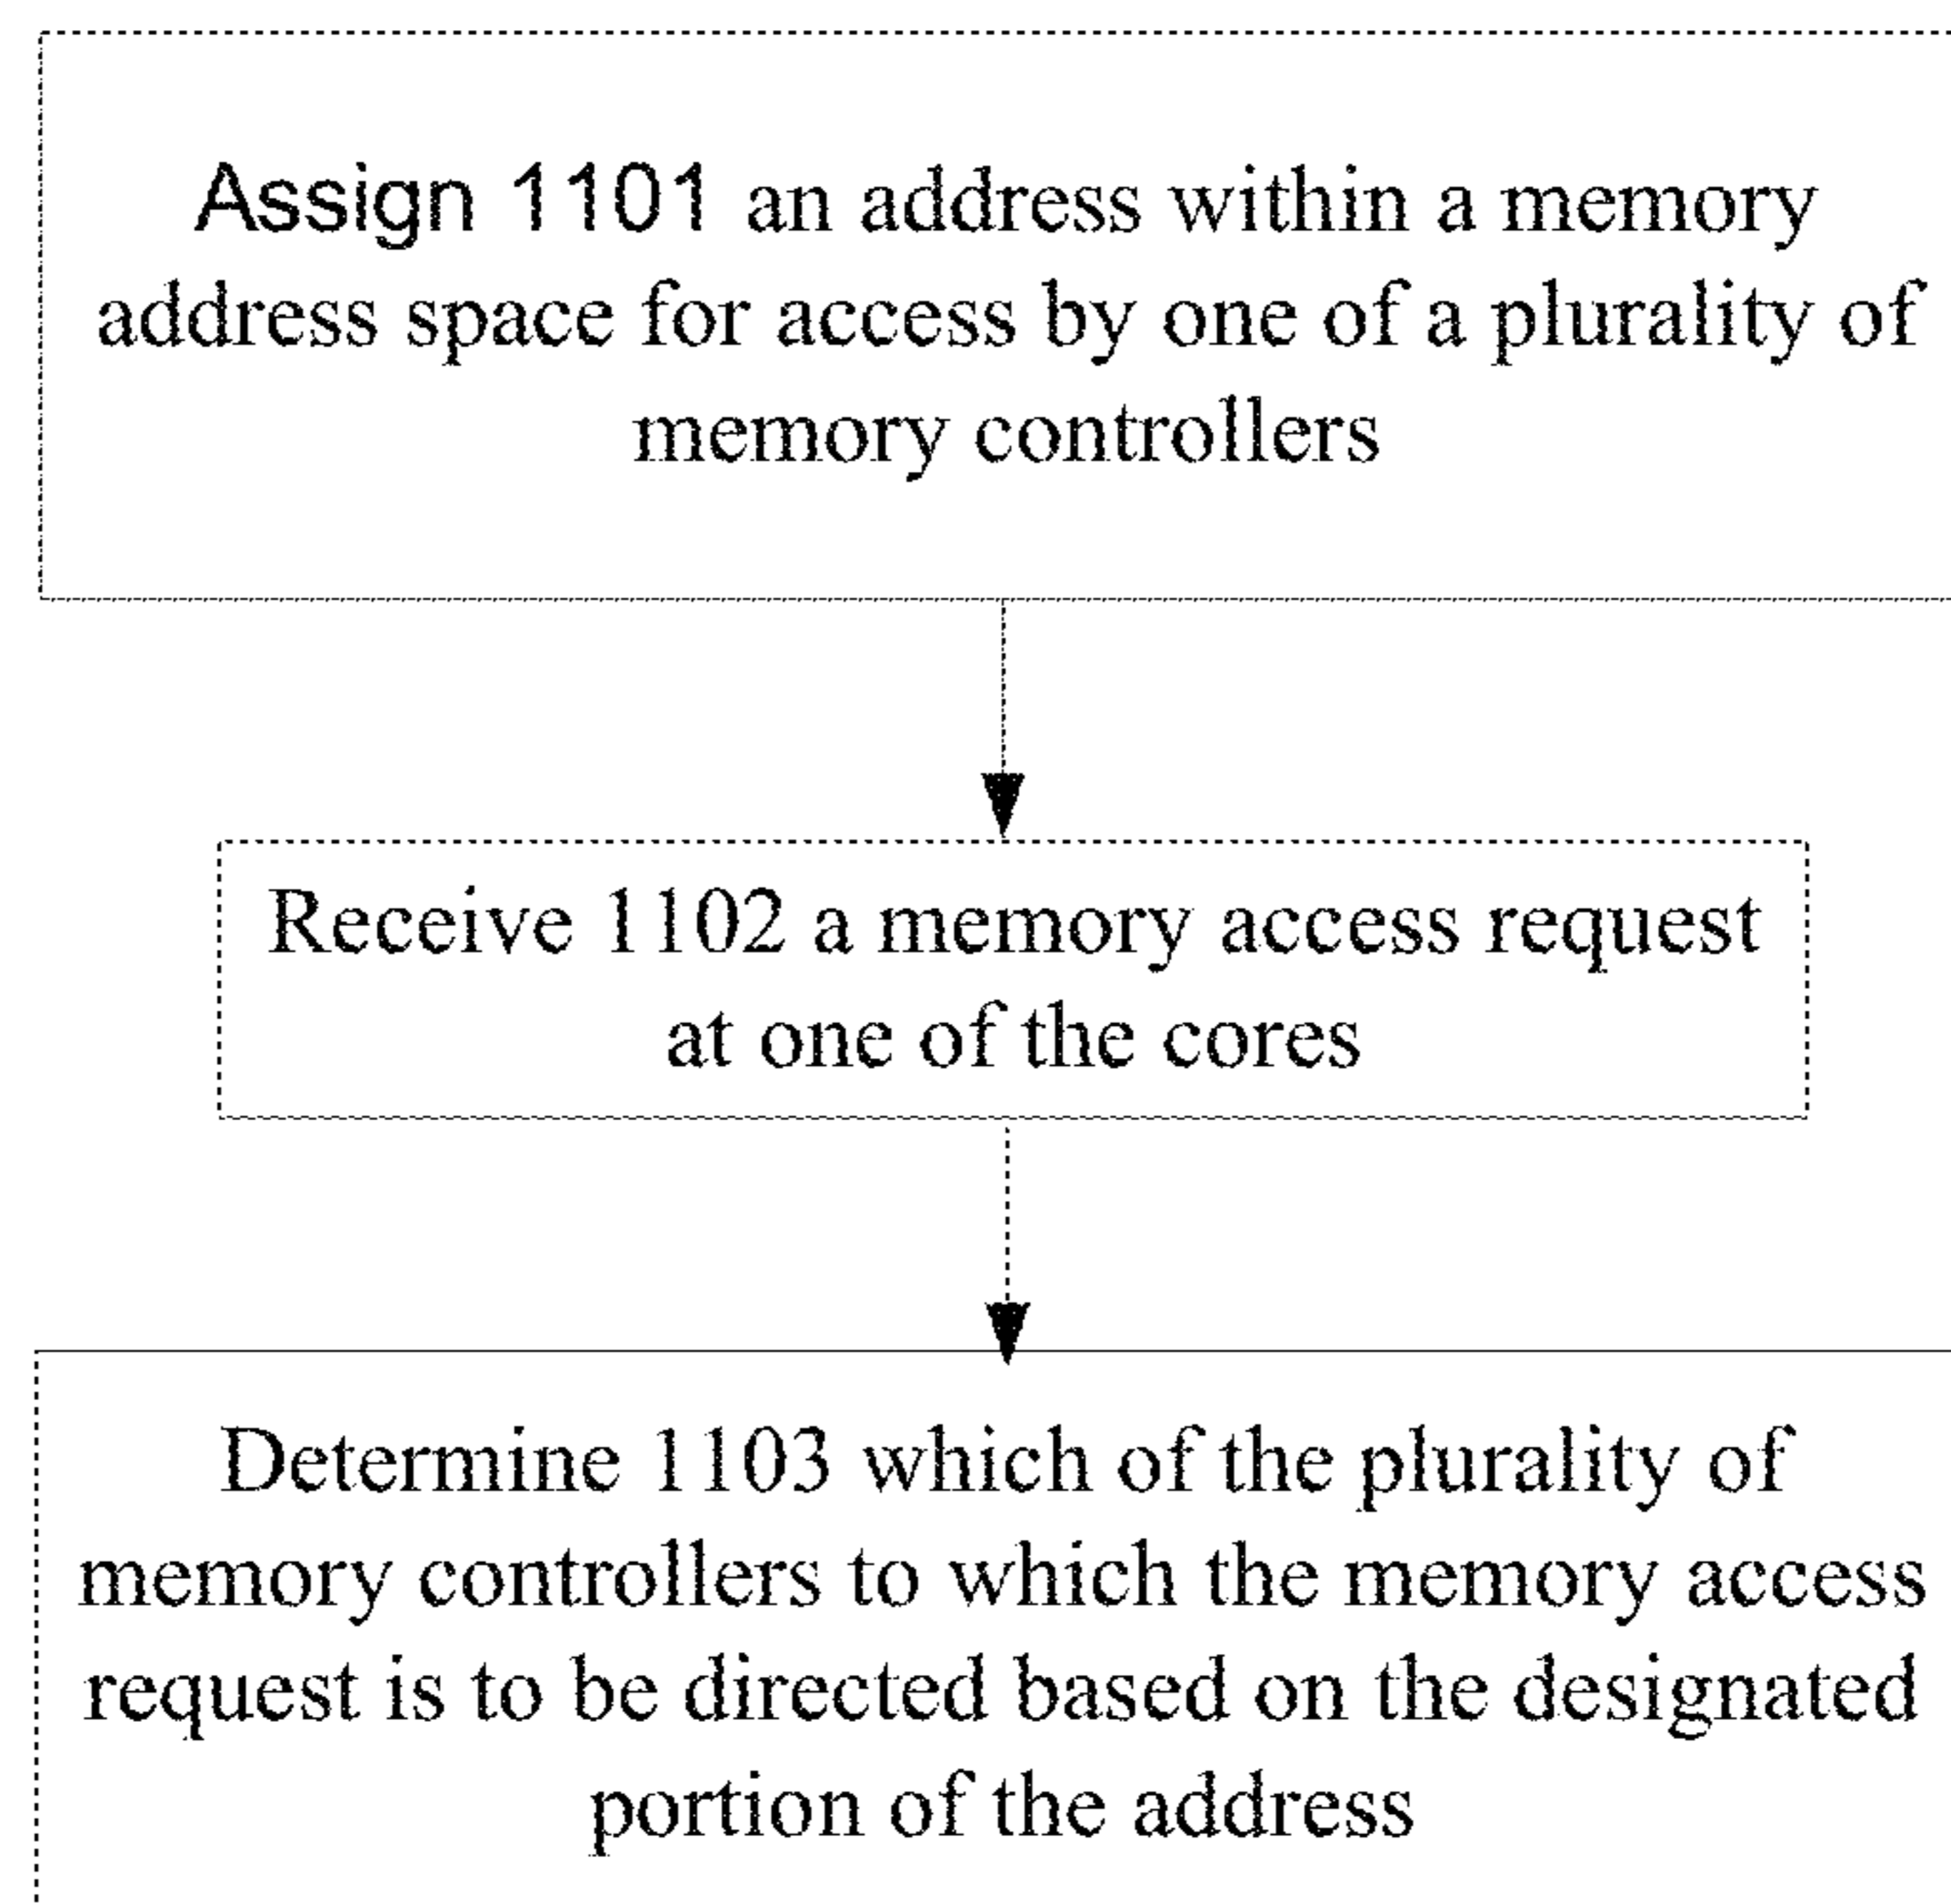 Assign 1101 an address within a memory
address space for access by one of a plurality of
memory controllers
Receive 1102 a memory access request
at one of the cores
Determine 1103 which of the plurality of
memory controllers to which the memory access
request is to be directed based on the designated
portion of the address